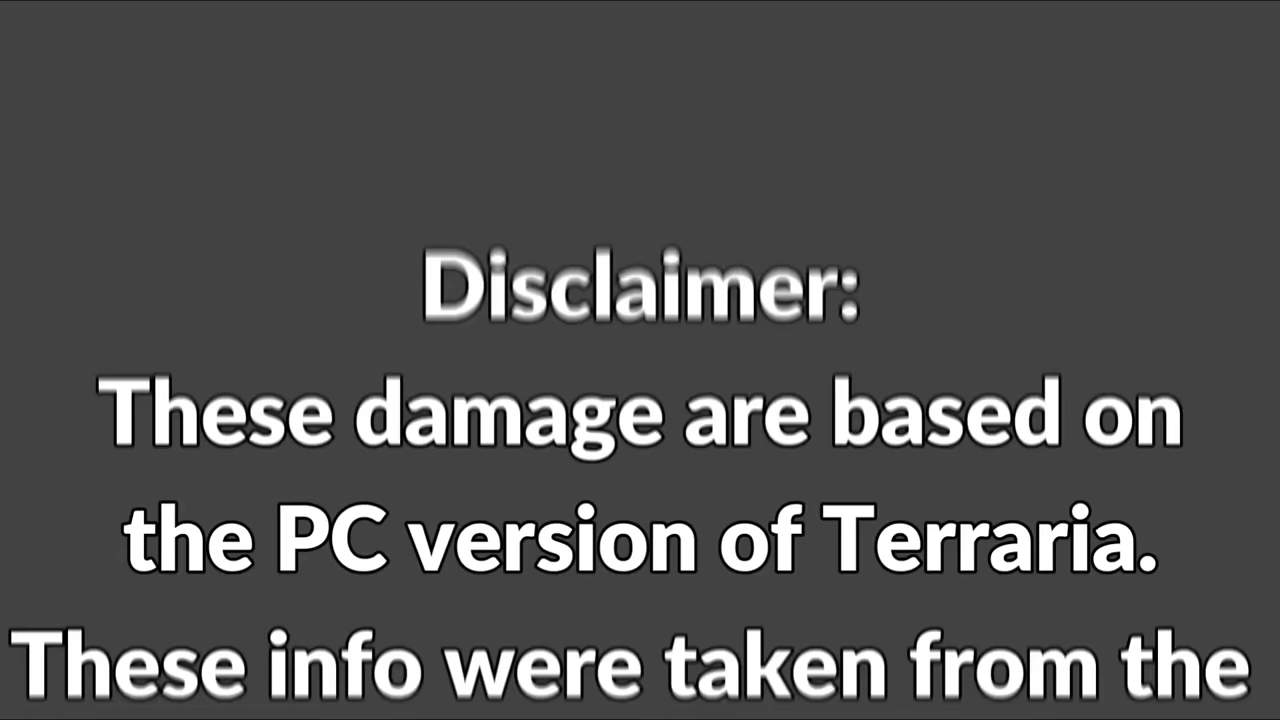 Disclaimer:
These damage are based on
the PC version of Terraria.
These info were taken from the